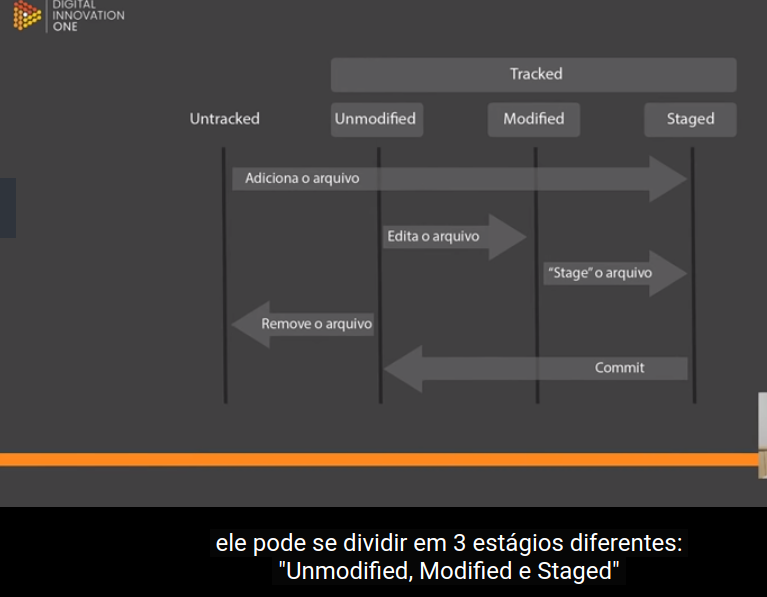 DIGITAL
INNOVATION
ONE
Tracked
Untracked
Unmodified
Modified
Staged
Adiciona o arquivo
Edita o arquivo
“Stage” o arquivo
Remove o arquivo
Commit
ele pode se dividir em 3 estágios diferentes:
"Unmodified, Modified e Staged"